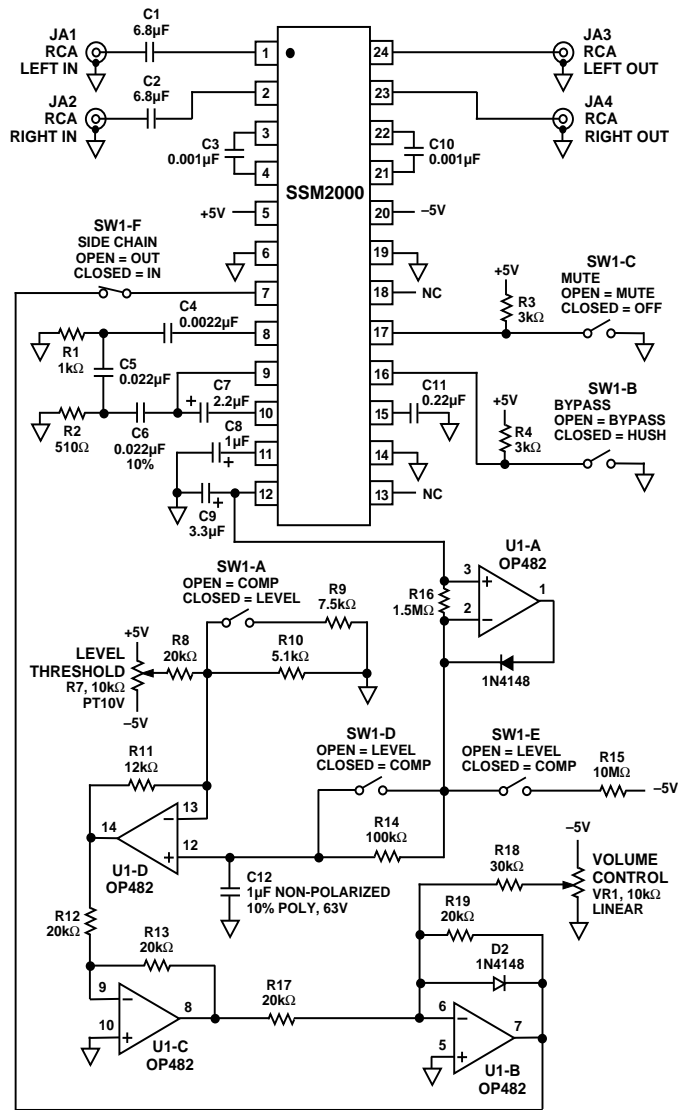 JA1
RCA
LEFT IN
C1
6.8µF
JA2
RCA
RIGHT IN
C2
6.8µF
C3
0.001µF
+5V
SW1-F
SIDE CHAIN
OPEN = OUT
CLOSED = IN
C4
0.0022µF
R1
1kΩ
C5
0.022µF
R2
510Ω
C6
0.022µF
10%
C7
2.2µF
+
C8
1µF
+
C9
3.3µF
+
1
2
3
4
5
6
7
8
9
10
11
12
SSM2000
24
23
22
21
20
19
18
17
16
15
14
13
JA3
RCA
LEFT OUT
JA4
RCA
RIGHT OUT
C10
0.001µF
–5V
NC
SW1-C
MUTE
OPEN = MUTE
CLOSED = OFF
+5V
R3
3kΩ
C11
0.22µF
+5V
SW1-B
BYPASS
OPEN = BYPASS
CLOSED = HUSH
R4
3kΩ
NC
U1-A
OP482
3
+
2
–
1
R16
1.5MΩ
1N4148
SW1-A
OPEN = COMP
CLOSED = LEVEL
R9
7.5kΩ
R10
5.1kΩ
+5V
LEVEL
THRESHOLD
R7, 10kΩ
PT10V
–5V
R8
20kΩ
R11
12kΩ
SW1-D
OPEN = LEVEL
CLOSED = COMP
SW1-E
OPEN = LEVEL
CLOSED = COMP
R15
10MΩ
–5V
14
13
–
12
+
U1-D
OP482
R14
100kΩ
C12
1µF NON-POLARIZED
10% POLY, 63V
R12
20kΩ
R13
20kΩ
9
–
10
+
8
U1-C
OP482
R17
20kΩ
R18
30kΩ
–5V
VOLUME
CONTROL
VR1, 10kΩ
LINEAR
R19
20kΩ
D2
1N4148
6
–
5
+
7
U1-B
OP482